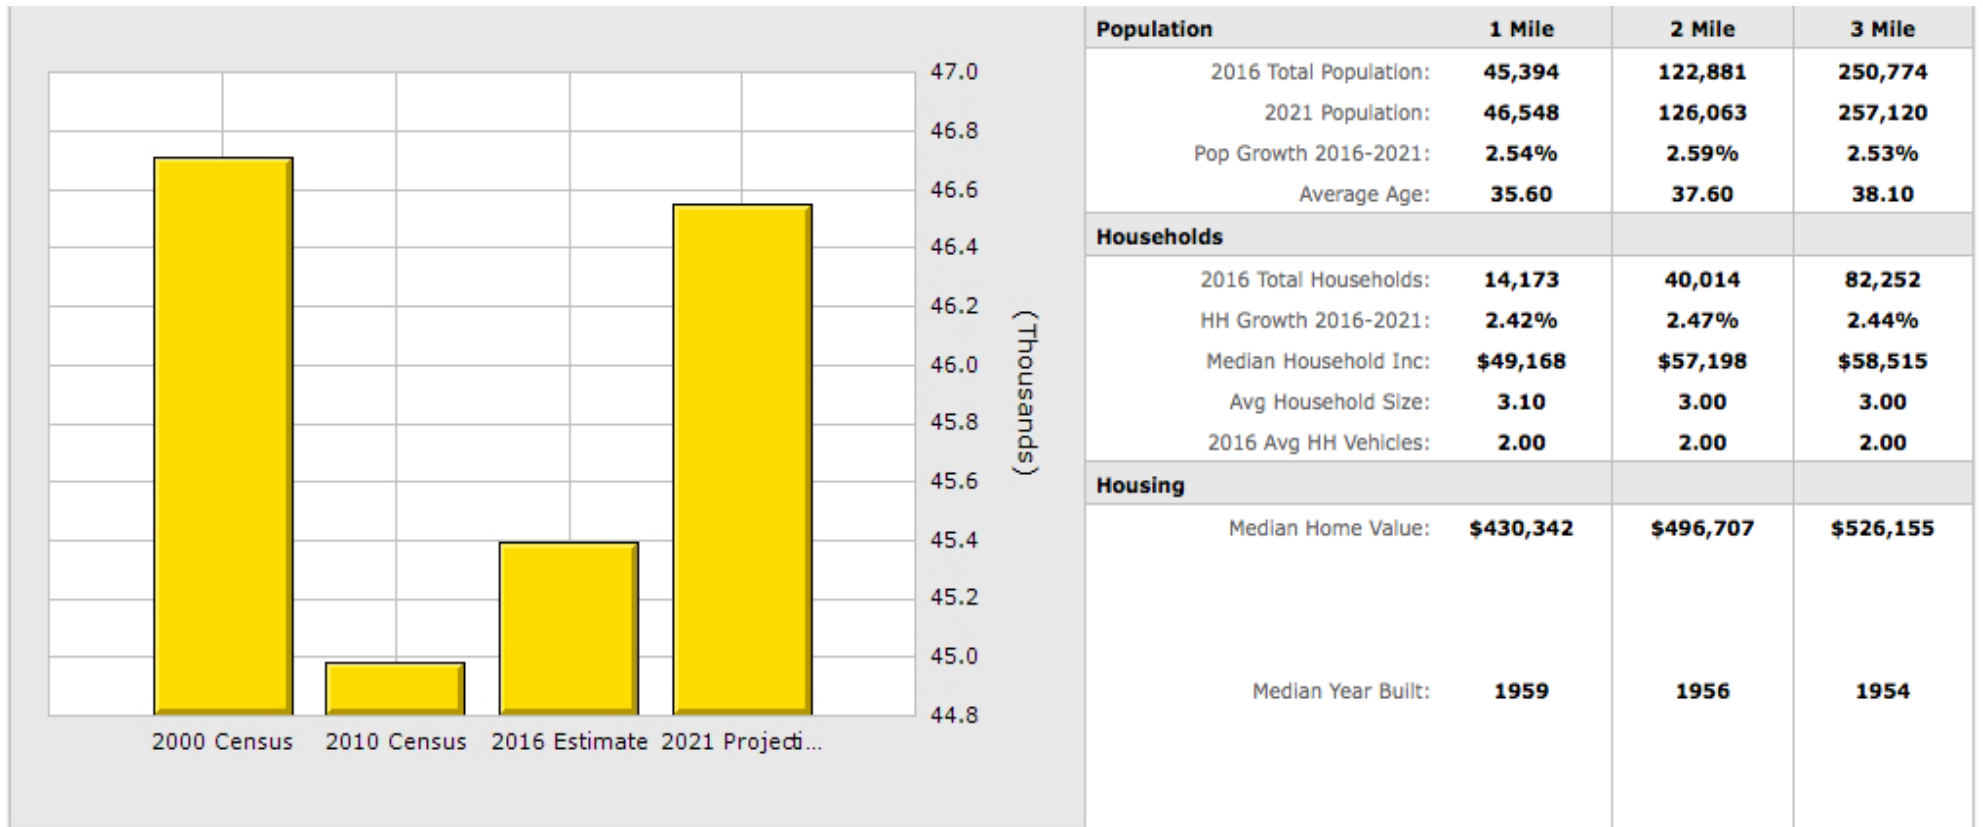 47.0
46.8
46.6
46.4
46.2
46.0
45.8
45.6
45.4
45.2
45.0
44.8
(Thousands)
2000 Census 2010 Census 2016 Estimate 2021 Projecti...
Population 1 Mile 2 Mile 3 Mile
2016 Total Population: 45,394 122,881 250,774
2021 Population: 46,548 126,063 257,120
Pop Growth 2016-2021: 2.54% 2.59% 2.53%
Average Age: 35.60 37.60 38.10
Households
2016 Total Households: 14,173 40,014 82,252
HH Growth 2016-2021: 2.42% 2.47% 2.44%
Median Household Inc: $49,168 $57,198 $58,515
Avg Household Size: 3.10 3.00 3.00
2016 Avg HH Vehicles: 2.00 2.00 2.00
Housing
Median Home Value: $430,342 $496,707 $526,155
Median Year Built: 1959 1956 1954